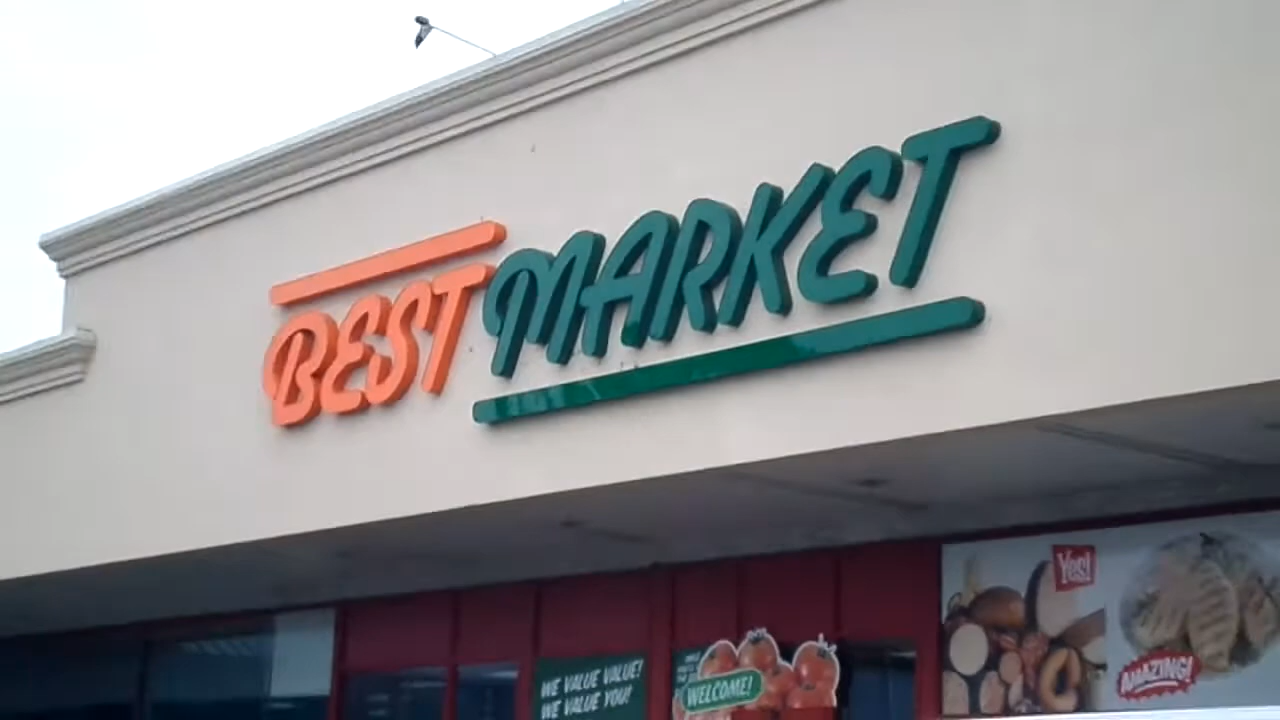 BEST MARKET
Yes!
WE VALUE VALUE!
WE VALUE YOU!
WELCOME!
AMAZING!